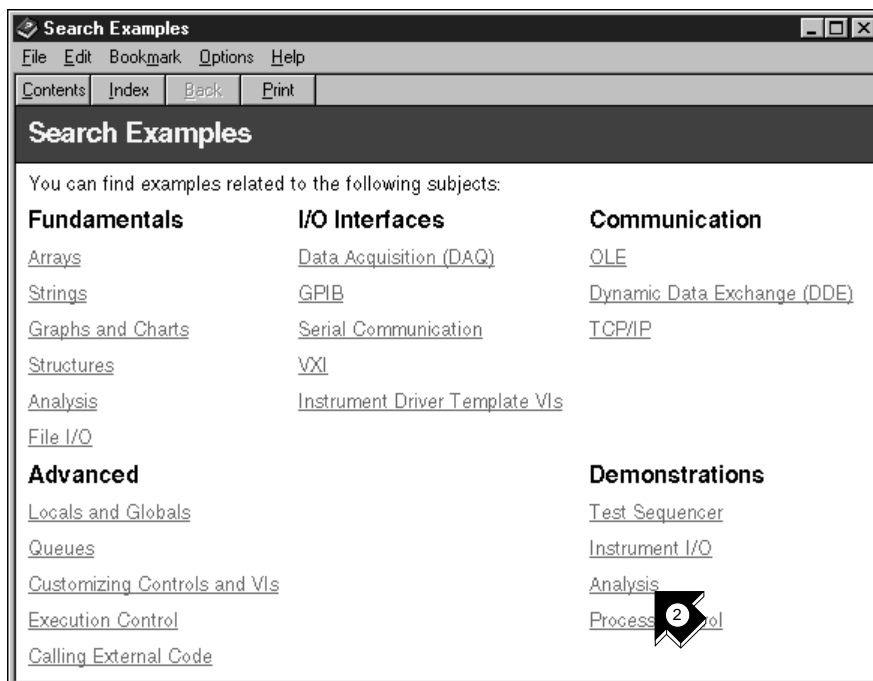 Search Examples
File Edit Bookmark Options Help
Contents Index Back Print
Search Examples
You can find examples related to the following subjects:
Fundamentals
Arrays
Strings
Graphs and Charts
Structures
Analysis
File I/O
I/O Interfaces
Data Acquisition (DAQ)
GPIB
Serial Communication
VXI
Instrument Driver Template VIs
Communication
OLE
Dynamic Data Exchange (DDE)
TCP/IP
Advanced
Locals and Globals
Queues
Customizing Controls and VIs
Execution Control
Calling External Code
Demonstrations
Test Sequencer
Instrument I/O
Analysis
Process
2